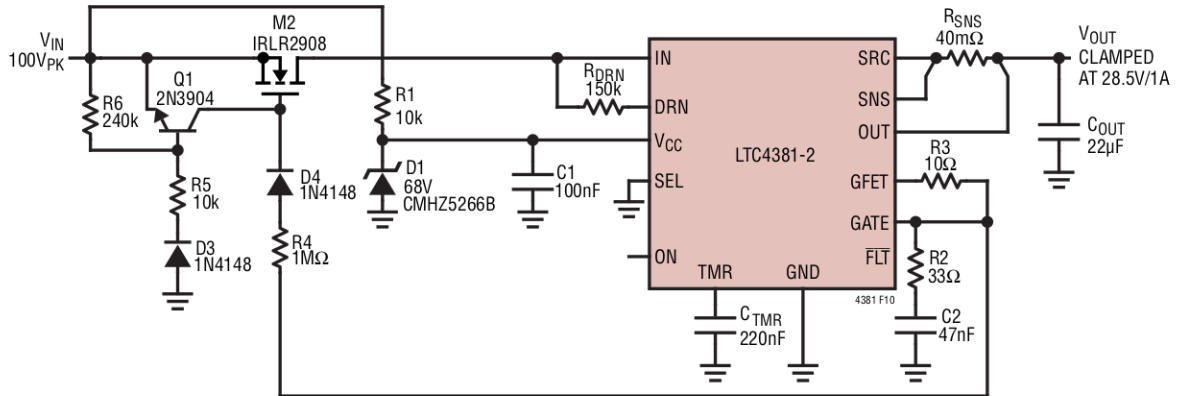 V_IN
100V_PK
M2
IRLR2908
Q1
2N3904
R6
240k
R5
10k
D3
1N4148
D4
1N4148
R4
1MΩ
R1
10k
D1
68V
CMHZ5266B
C1
100nF
R_DRN
150k
IN
DRN
V_CC
SEL
ON
TMR
GND
LTC4381-2
SRC
SNS
OUT
GFET
GATE
FLT
4381 F10
R_SNS
40mΩ
V_OUT
CLAMPED
AT 28.5V/1A
C_OUT
22µF
R3
10Ω
R2
33Ω
C2
47nF
C_TMR
220nF